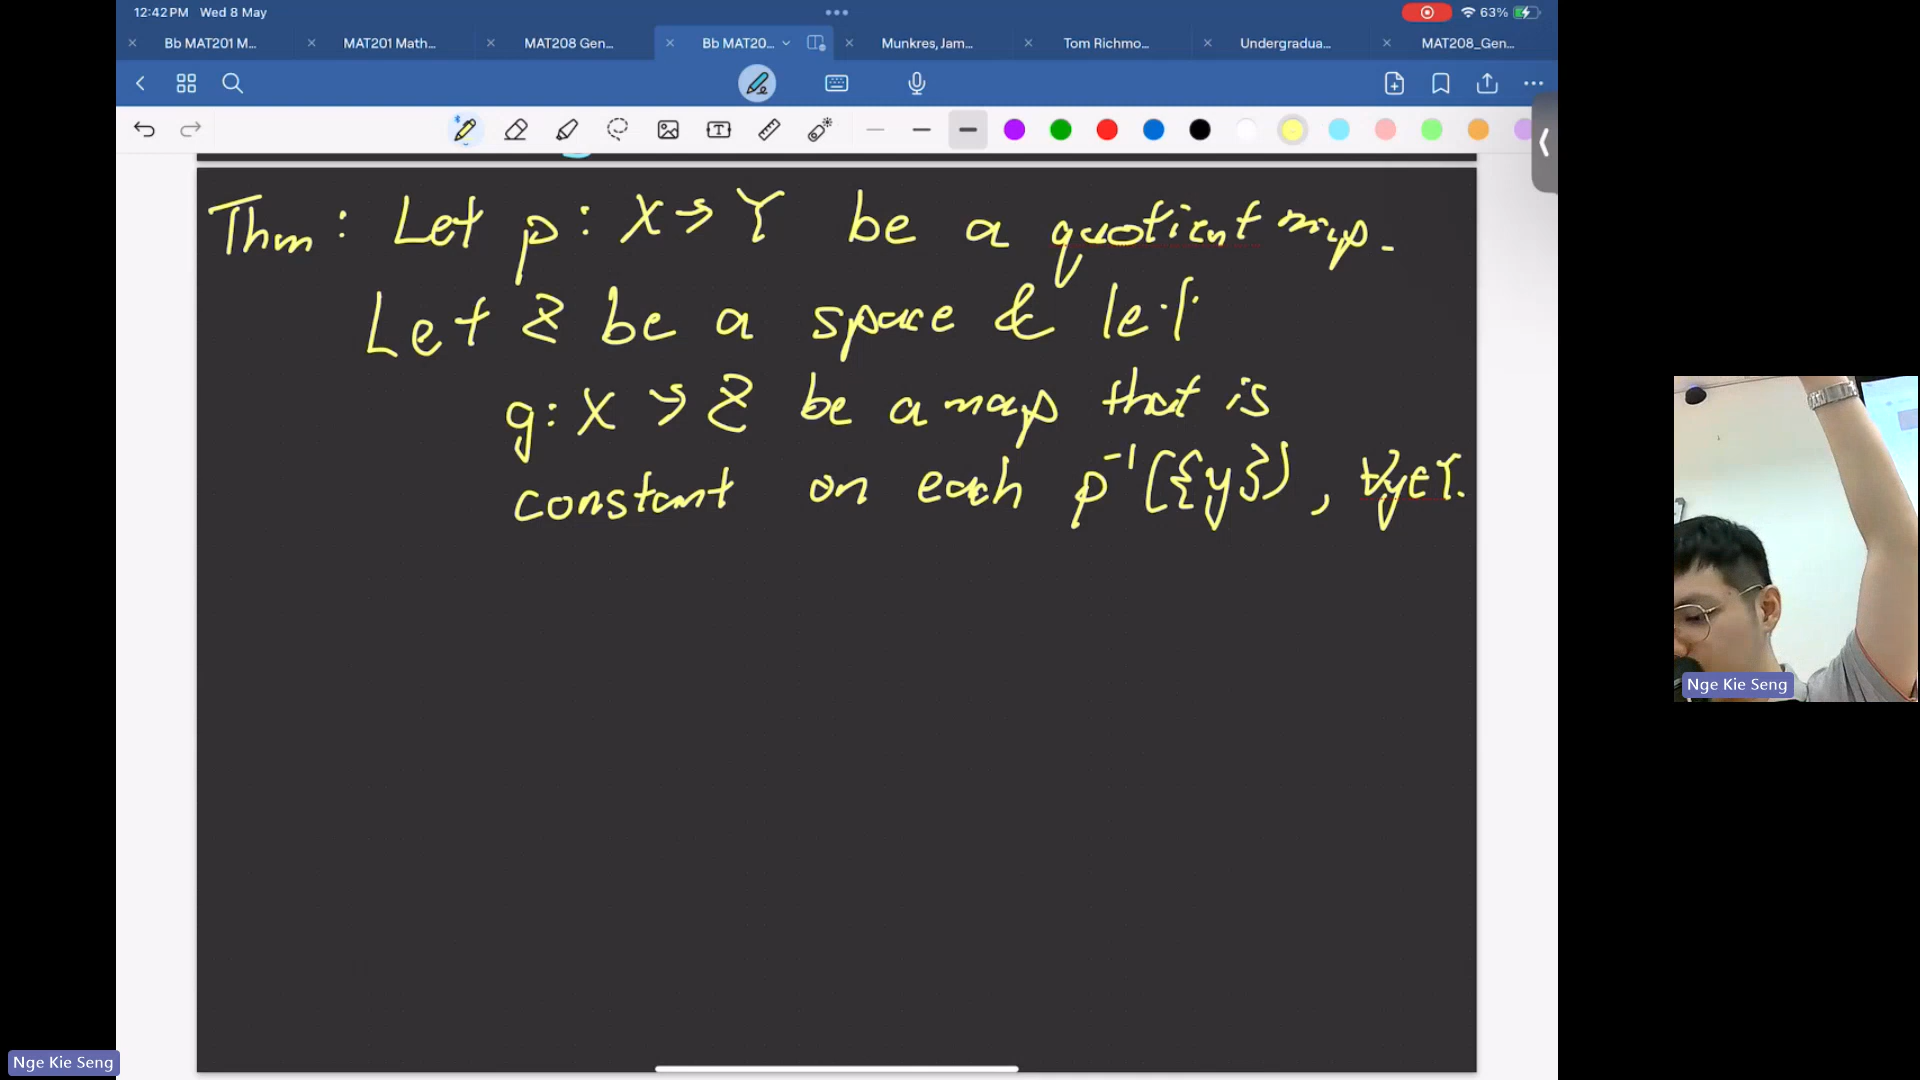 12:42 PM Wed 8 May
63%
Bb MAT201 M...
MAT201 Math...
MAT208 Gen...
Bb MAT20...
Munkres, Jam...
Tom Richmo...
Undergradua...
MAT208_Gen...
Thm: Let p: X → Y be a quotient map.
Let Z be a space & let
g: X → Z be a map that is
constant on each p⁻¹({y}), ∀y∈Y.
Nge Kie Seng
Nge Kie Seng